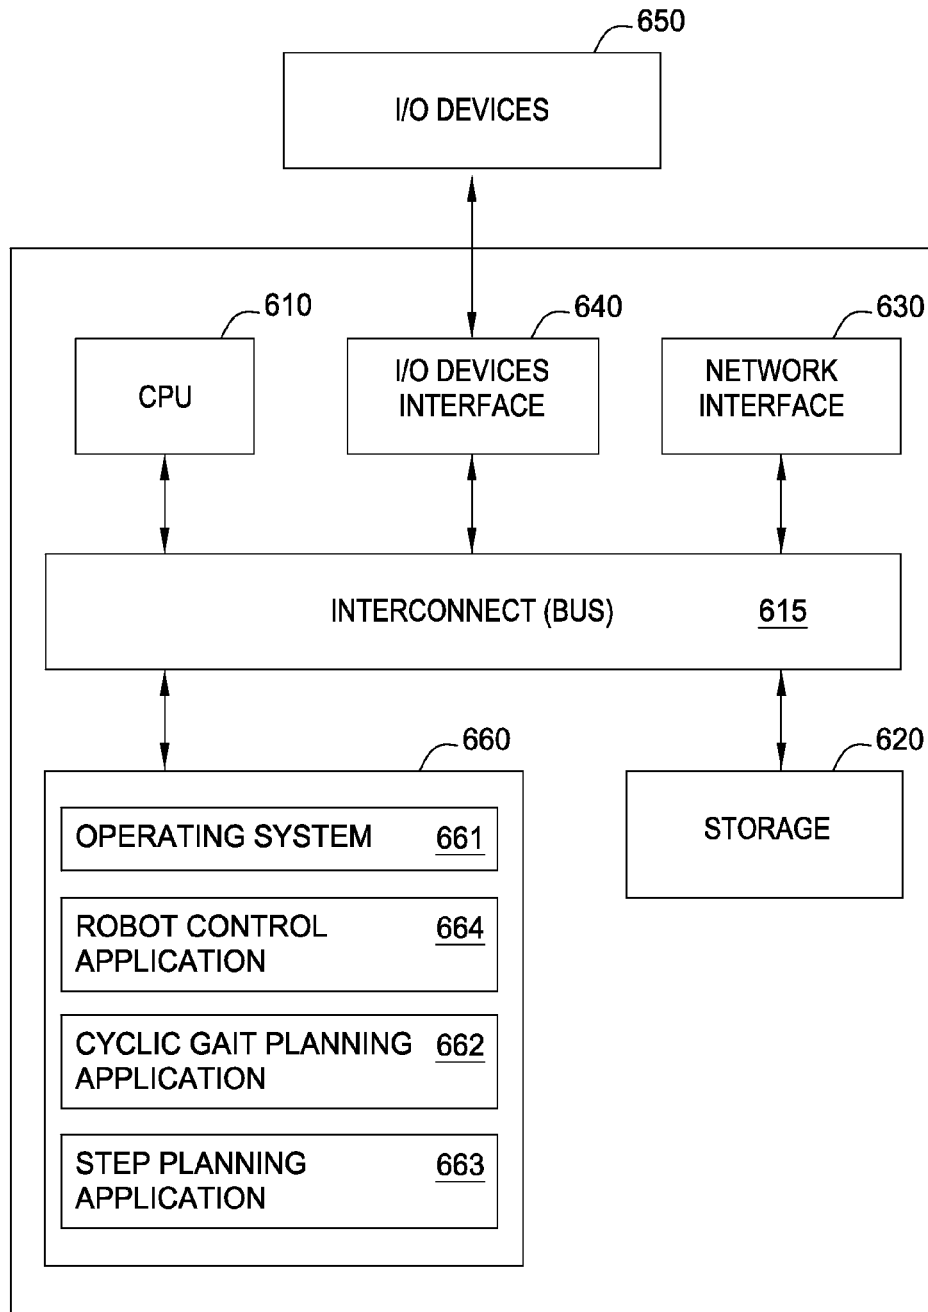 650
I/O DEVICES
610
640
630
CPU
I/O DEVICES
INTERFACE
NETWORK
INTERFACE
INTERCONNECT (BUS)
615
660
620
OPERATING SYSTEM
661
ROBOT CONTROL
APPLICATION
664
CYCLIC GAIT PLANNING
APPLICATION
662
STEP PLANNING
APPLICATION
663
STORAGE